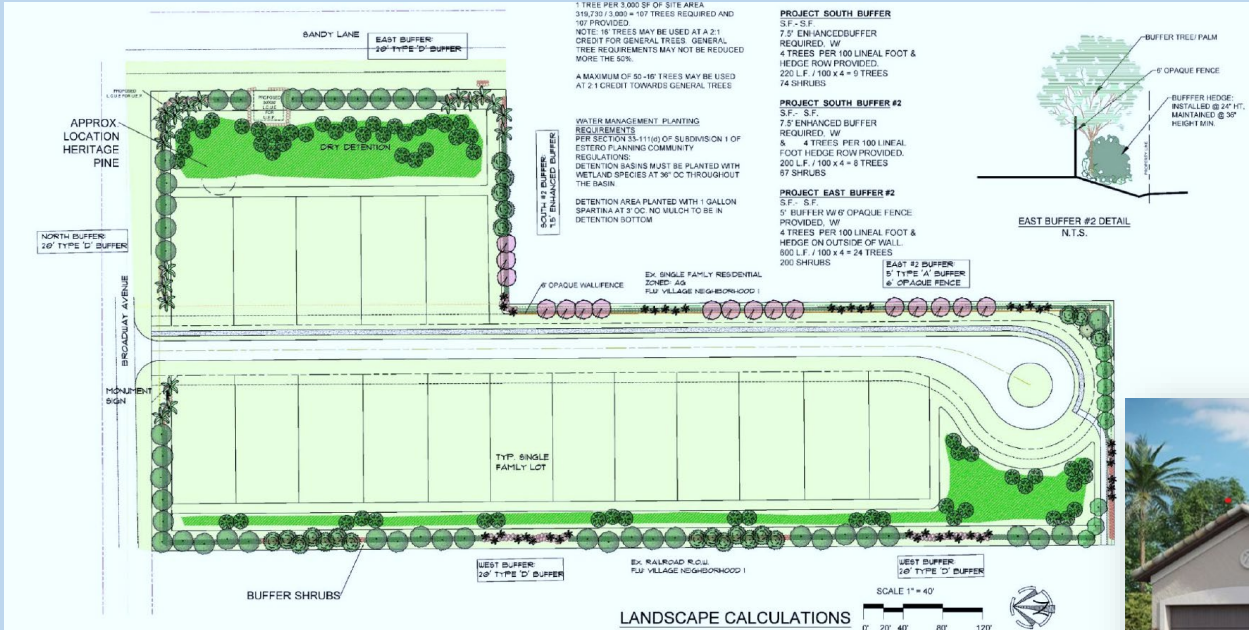 1 TREE PER 3,000 SF OF SITE AREA
319,730 / 3,000 = 107 TREES REQUIRED AND
107 PROVIDED.
NOTE: 16' TREES MAY BE USED AT A 2:1
CREDIT FOR GENERAL TREES. GENERAL
TREE REQUIREMENTS MAY NOT BE REDUCED
MORE THE 50%.
A MAXIMUM OF 50 -16' TREES MAY BE USED
AT 2:1 CREDIT TOWARDS GENERAL TREES
WATER MANAGEMENT PLANTING
REQUIREMENTS
PER SECTION 33-111(d) OF SUBDIVISION 1 OF
ESTERO PLANNING COMMUNITY
REGULATIONS:
DETENTION BASINS MUST BE PLANTED WITH
WETLAND SPECIES AT 36" OC THROUGHOUT
THE BASIN.
DETENTION AREA PLANTED WITH 1 GALLON
SPARTINA AT 3' OC. NO MULCH TO BE IN
DETENTION BOTTOM
PROJECT SOUTH BUFFER
S.F.- S.F.
7.5' ENHANCEDBUFFER
REQUIRED, W/
4 TREES PER 100 LINEAL FOOT &
HEDGE ROW PROVIDED.
220 L.F. / 100 x 4 = 9 TREES
74 SHRUBS
PROJECT SOUTH BUFFER #2
S.F.- S.F.
7.5' ENHANCED BUFFER
REQUIRED, W/
& 4 TREES PER 100 LINEAL
FOOT HEDGE ROW PROVIDED.
200 L.F. / 100 x 4 = 8 TREES
67 SHRUBS
PROJECT EAST BUFFER #2
S.F.- S.F.
5' BUFFER W/ 6' OPAQUE FENCE
PROVIDED, W/
4 TREES PER 100 LINEAL FOOT &
HEDGE ON OUTSIDE OF WALL.
600 L.F. / 100 x 4 = 24 TREES
200 SHRUBS
BUFFER TREE/ PALM
6' OPAQUE FENCE
BUFFFER HEDGE:
INSTALLED @ 24" HT,
MAINTAINED @ 36"
HEIGHT MIN.
PROPERTY LINE
EAST BUFFER #2 DETAIL
N.T.S.
SANDY LANE
EAST BUFFER:
20' TYPE 'D' BUFFER
APPROX
LOCATION
HERITAGE
PINE
DRY DETENTION
SOUTH #2 BUFFER:
7.5' ENHANCED BUFFER
NORTH BUFFER:
20' TYPE 'D' BUFFER
BROADWAY AVENUE
6' OPAQUE WALL/FENCE
EX. SINGLE FAMILY RESIDENTIAL
ZONED: AG
FLU: VILLAGE NEIGHBORHOOD 1
EAST #2 BUFFER:
5' TYPE 'A' BUFFER
6' OPAQUE FENCE
MONUMENT
SIGN
TYP. SINGLE
FAMILY LOT
WEST BUFFER:
20' TYPE 'D' BUFFER
EX. RAILROAD R.O.W.
FLU: VILLAGE NEIGHBORHOOD 1
WEST BUFFER:
20' TYPE 'D' BUFFER
BUFFER SHRUBS
LANDSCAPE CALCULATIONS
SCALE 1" = 40'
0' 20' 40' 80' 120'